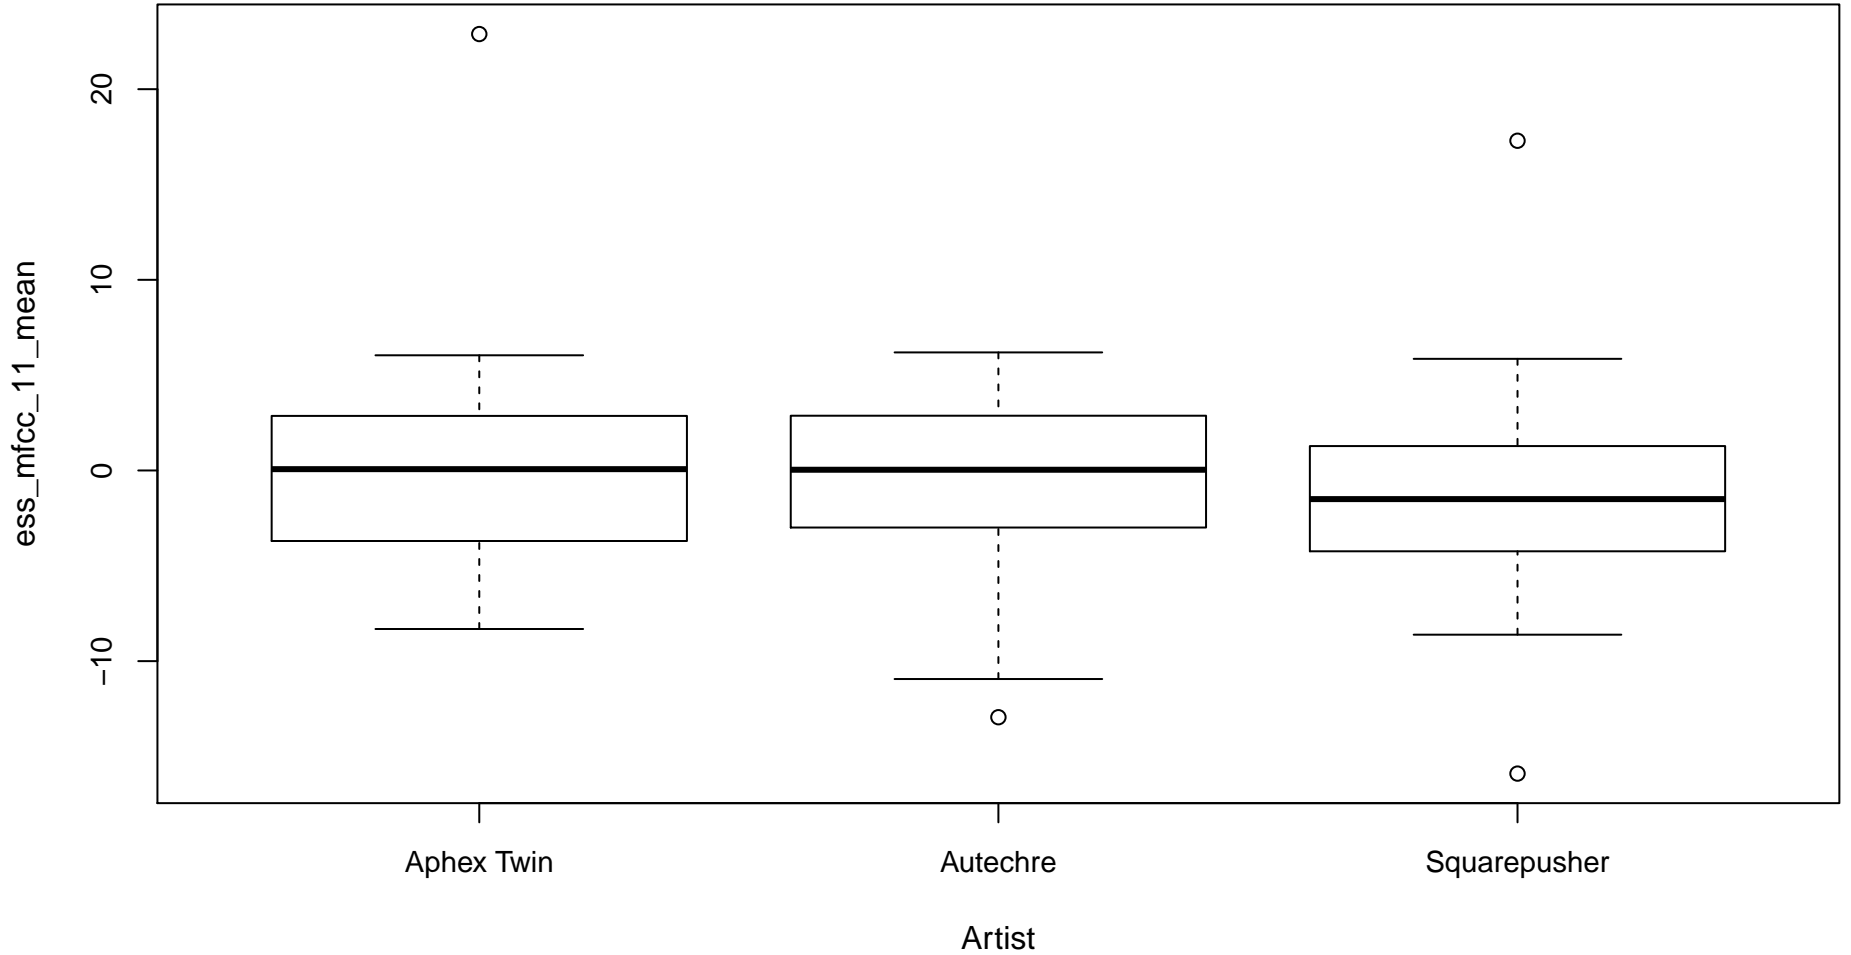 ess_mfcc_11_mean
20
10
0
−10
Aphex Twin
Autechre
Squarepusher
Artist